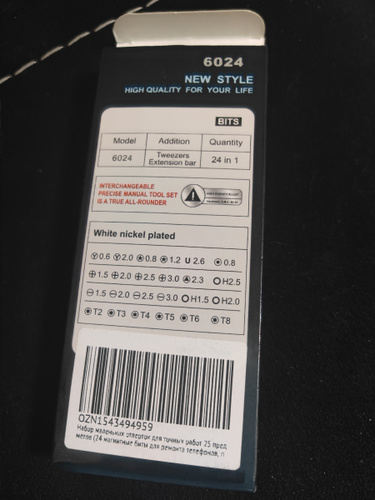 6024
NEW STYLE
HIGH QUALITY FOR YOUR LIFE
BITS
Model Addition Quantity
6024 Tweezers Extension bar 24 in 1
INTERCHANGEABLE
PRECISE MANUAL TOOL SET
IS A TRUE ALL-ROUNDER
White nickel plated
0.6 2.0 0.8 1.2 U 2.6 0.8
1.5 2.0 2.5 3.0 2.3 H2.5
1.5 2.0 2.5 3.0 H1.5 H2.0
T2 T3 T4 T5 T6 T8
OZN1543494959
Набор маленьких отверток для точных работ 25 пред
метов (24 магнитные биты для ремонта телефонов, п